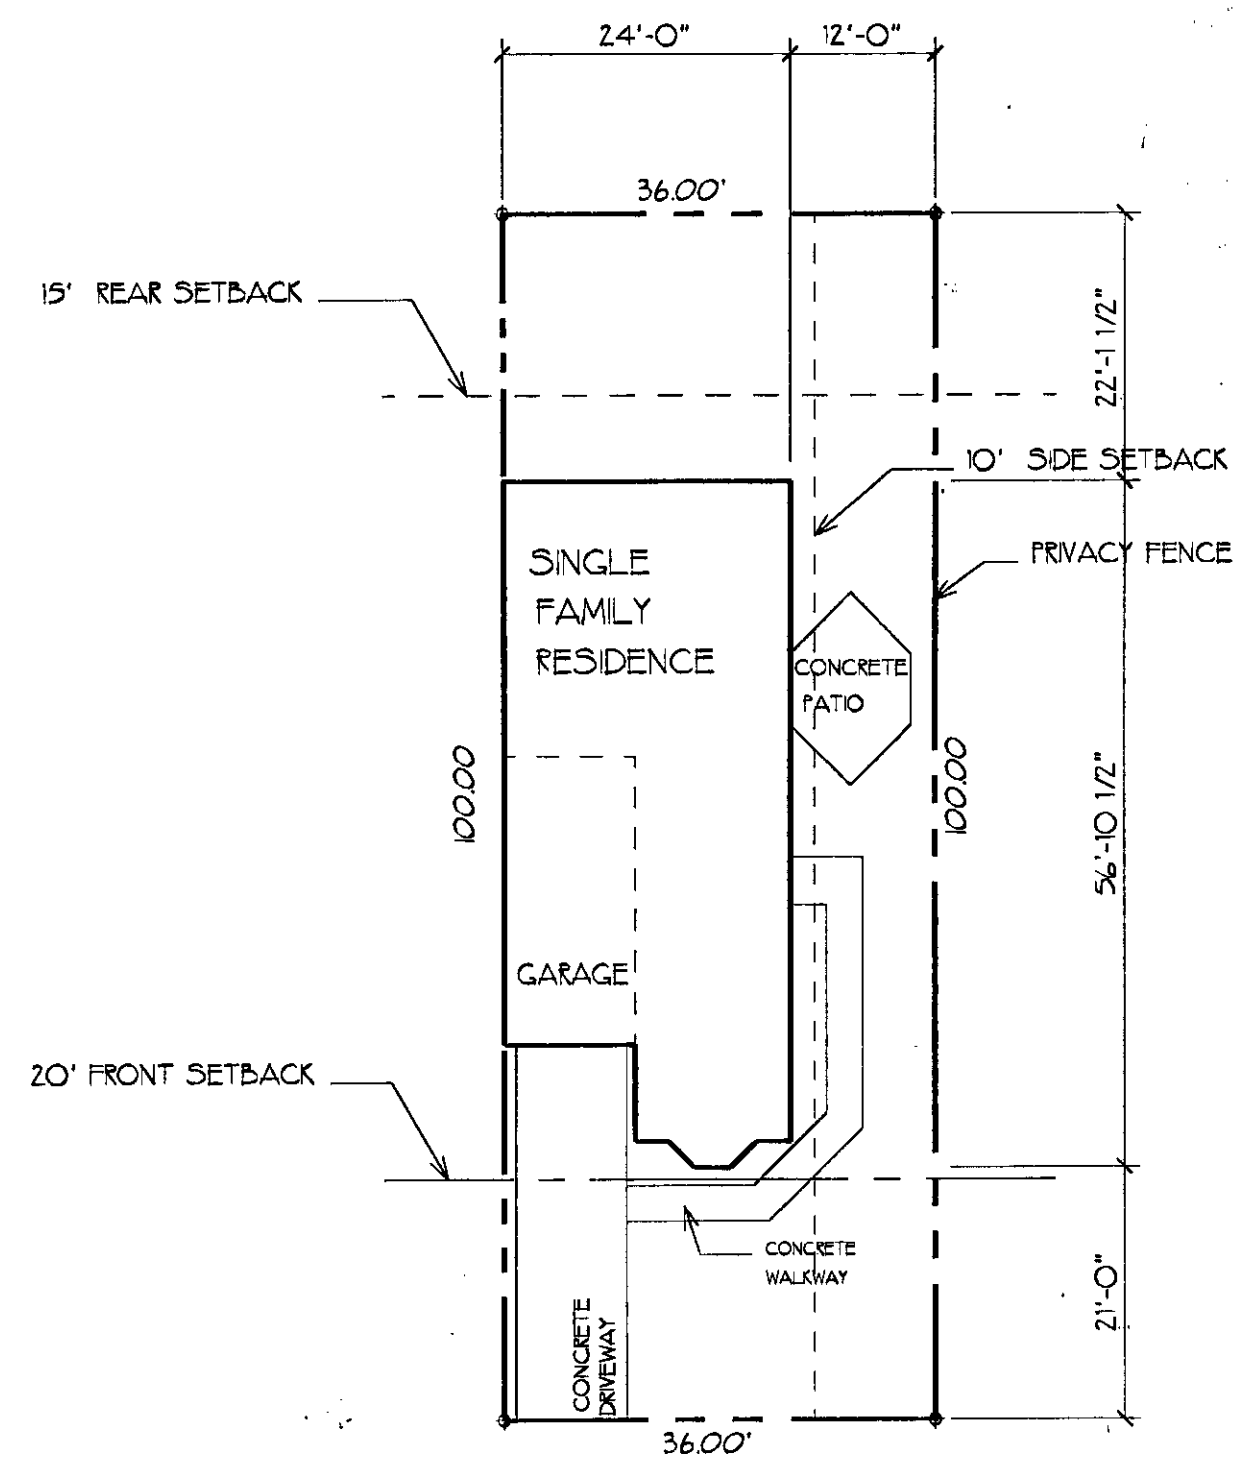 24'-0"
12'-0"
36.00'
15' REAR SETBACK
22'-1 1/2"
10' SIDE SETBACK
PRIVACY FENCE
SINGLE
FAMILY
RESIDENCE
CONCRETE
PATIO
100.00
100.00
56'-10 1/2"
GARAGE
20' FRONT SETBACK
CONCRETE
WALKWAY
21'-0"
CONCRETE
DRIVEWAY
36.00'